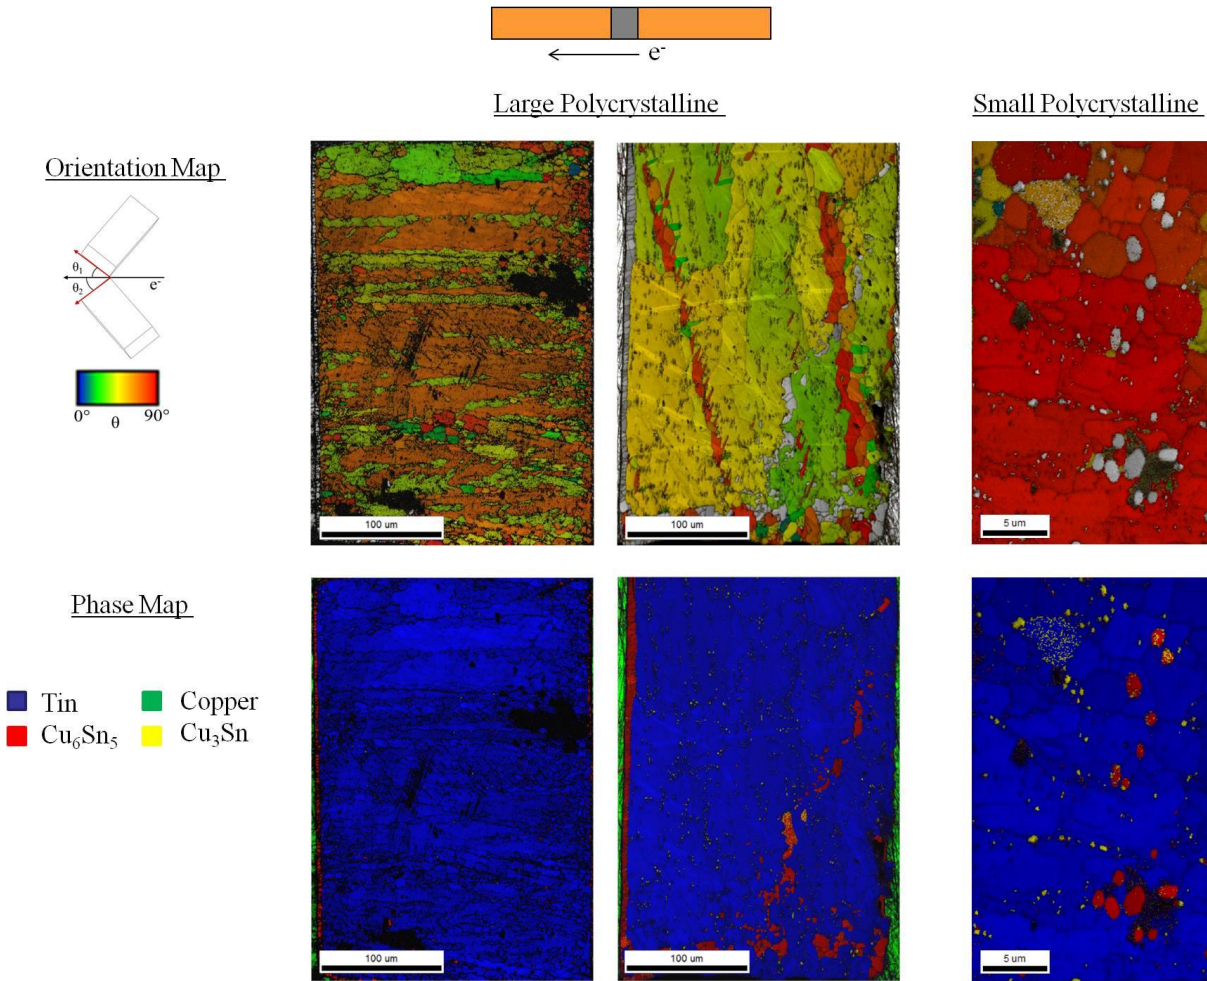 e-
Large Polycrystalline
Small Polycrystalline
Orientation Map
θ1
θ2
e-
0°
90°
θ
100 um
100 um
5 um
Phase Map
Tin
Copper
Cu6Sn5
Cu3Sn
100 um
100 um
5 um